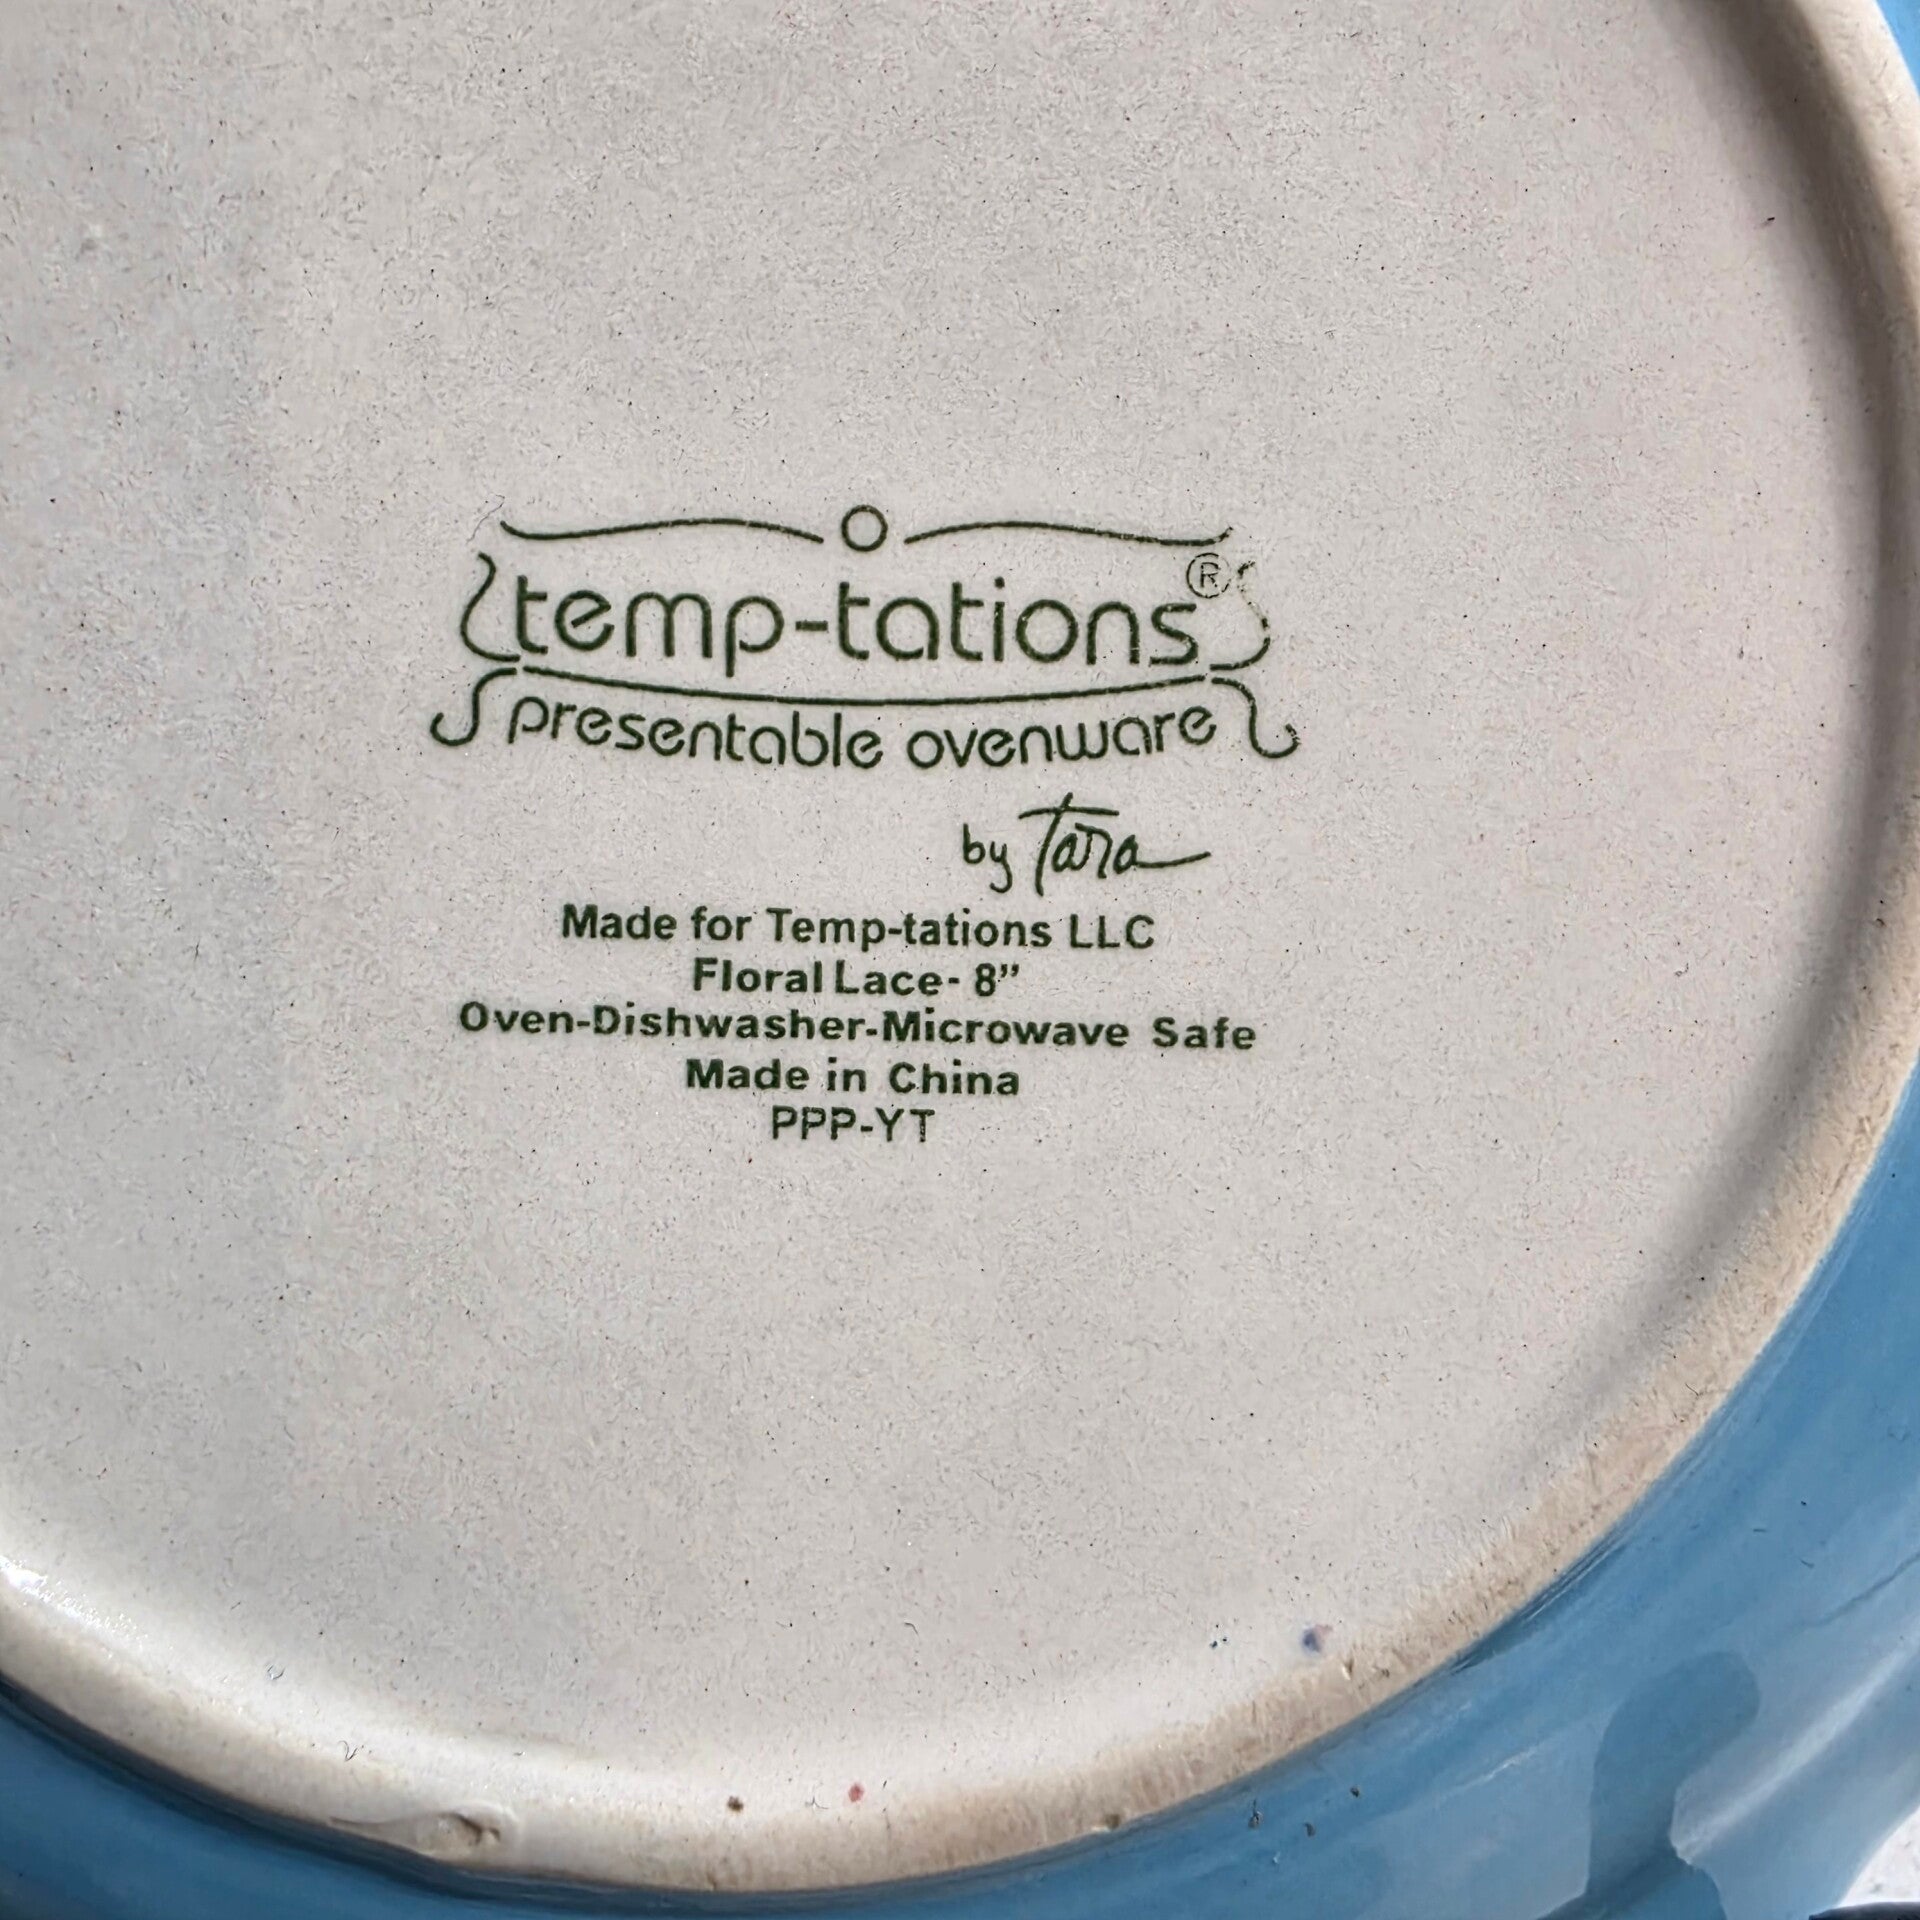 temp-tations®
presentable ovenware
by Tara
Made for Temp-tations LLC
Floral Lace- 8”
Oven-Dishwasher-Microwave Safe
Made in China
PPP-YT